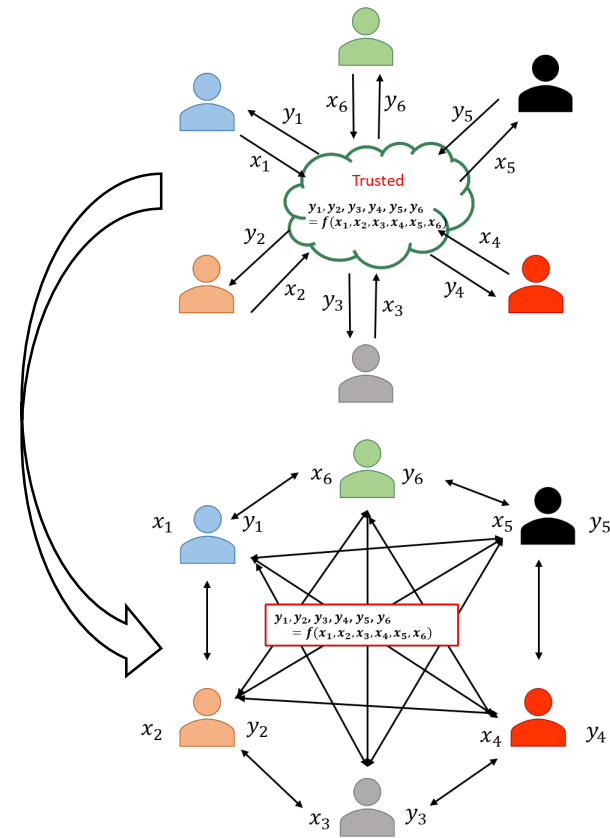 x₆ y₆
y₁
y₅
x₁
x₅
Trusted
y₁, y₂, y₃, y₄, y₅, y₆
= f(x₁, x₂, x₃, x₄, x₅, x₆)
y₂
x₄
x₂
y₃ x₃
y₄
x₆ y₆
x₁ y₁
x₅ y₅
y₁, y₂, y₃, y₄, y₅, y₆
= f(x₁, x₂, x₃, x₄, x₅, x₆)
x₂ y₂
x₄ y₄
x₃ y₃